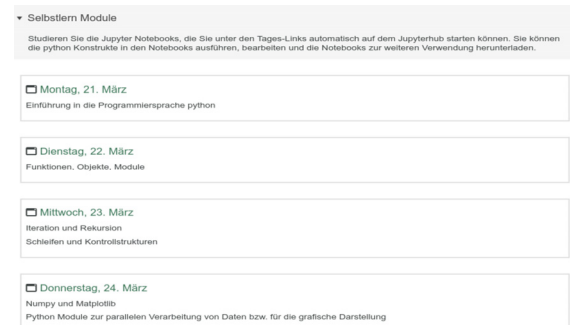 Selbstlern Module
Studieren Sie die Jupyter Notebooks, die Sie unter den Tages-Links automatisch auf dem Jupyterhub starten können. Sie können
die python Konstrukte in den Notebooks ausführen, bearbeiten und die Notebooks zur weiteren Verwendung herunterladen.
Montag, 21. März
Einführung in die Programmiersprache python
Dienstag, 22. März
Funktionen, Objekte, Module
Mittwoch, 23. März
Iteration und Rekursion
Schleifen und Kontrollstrukturen
Donnerstag, 24. März
Numpy und Matplotlib
Python Module zur parallelen Verarbeitung von Daten bzw. für die grafische Darstellung